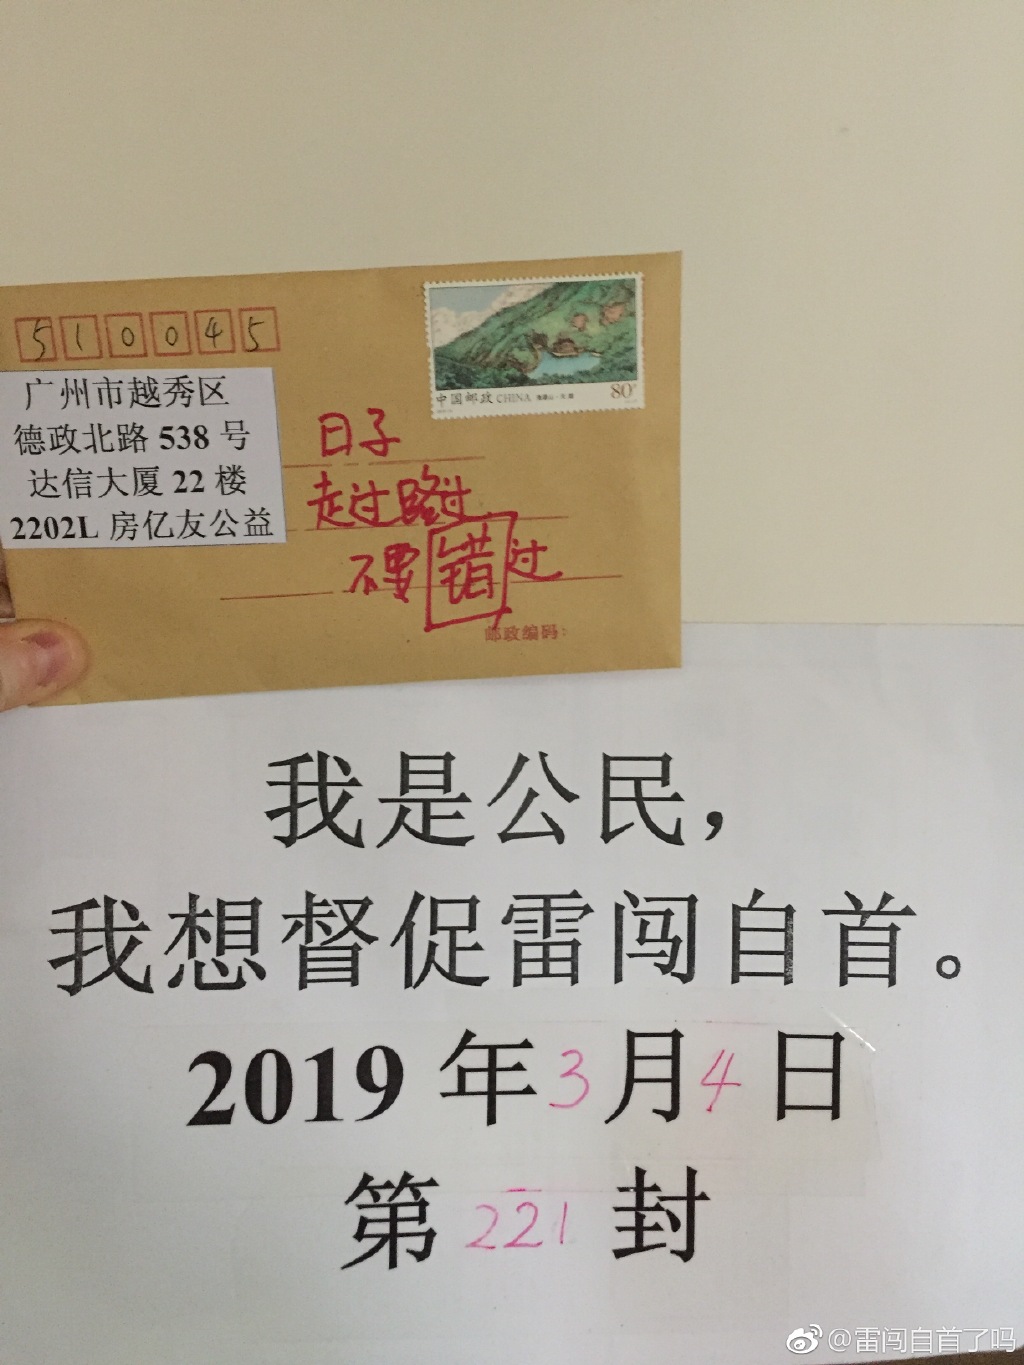 510045
广州市越秀区
德政北路 538 号
达信大厦 22 楼
2202L 房亿友公益
中国邮政 CHINA
80
日子
走过路过
不要错过
邮政编码:
我是公民，
我想督促雷闯自首。
2019 年 3 月 4 日
第 221 封
@雷闯自首了吗